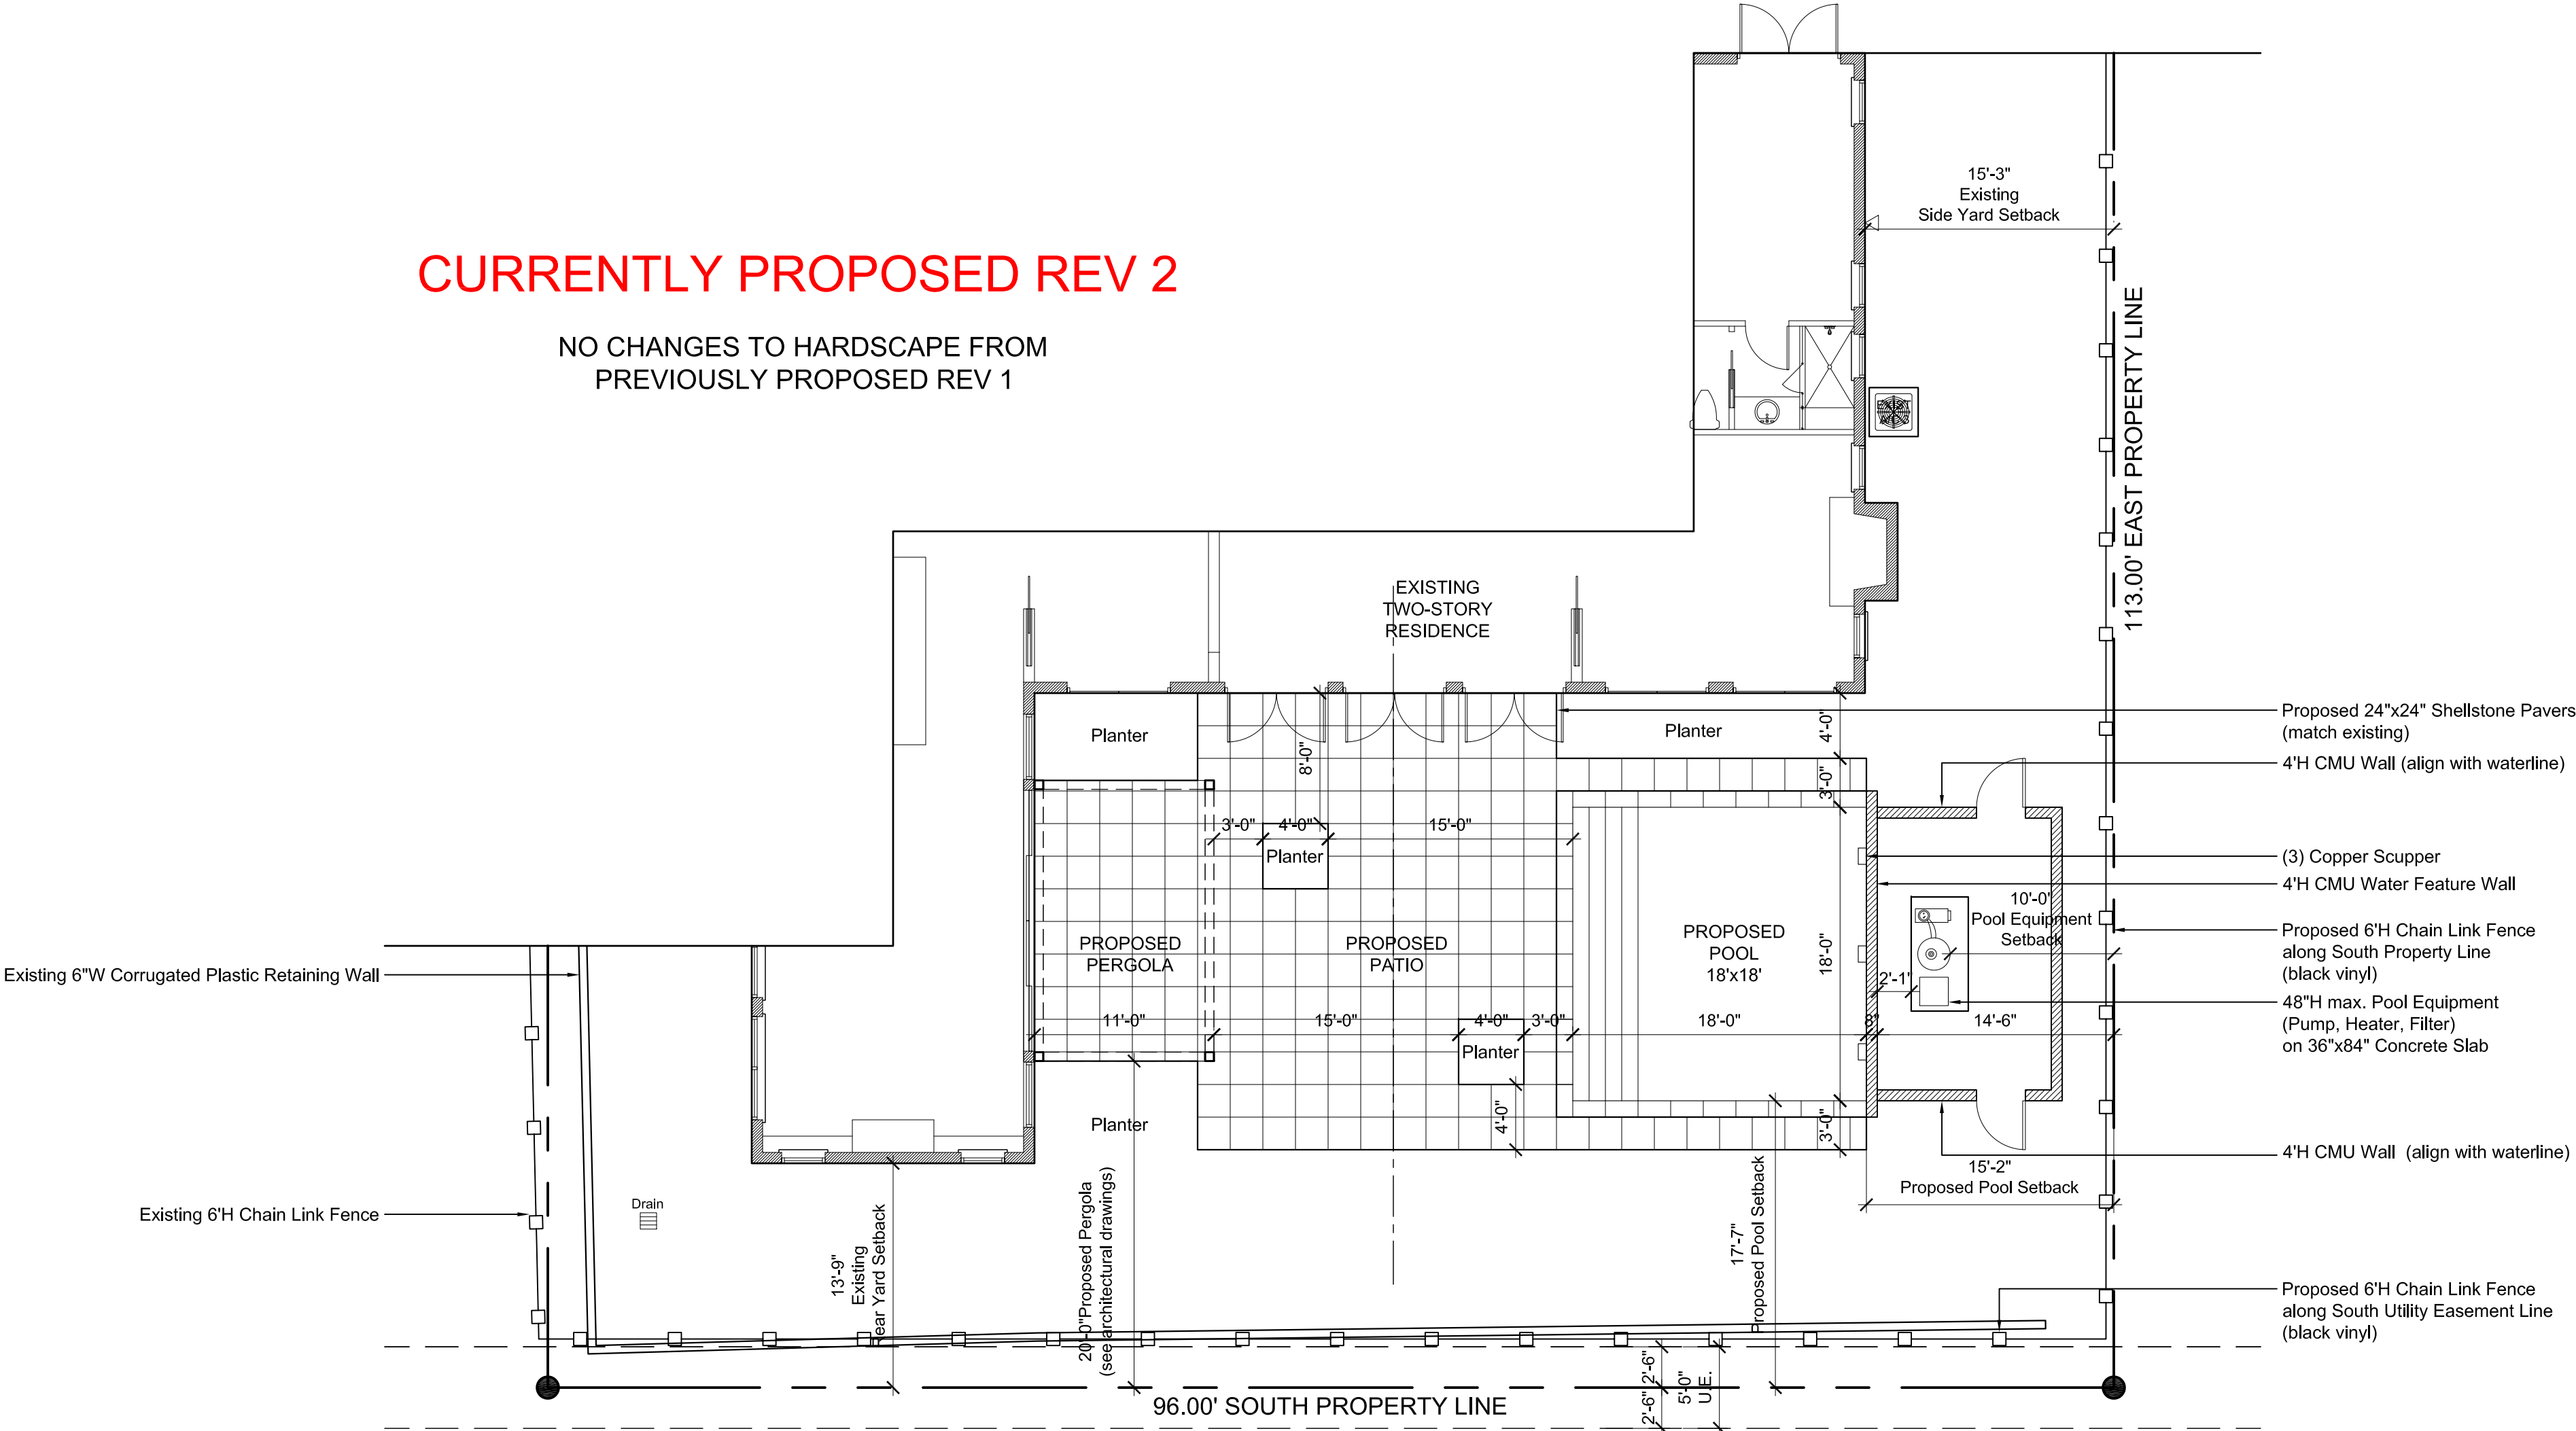 CURRENTLY PROPOSED REV 2
NO CHANGES TO HARDSCAPE FROM
PREVIOUSLY PROPOSED REV 1
15'-3"
Existing
Side Yard Setback
113.00' EAST PROPERTY LINE
EXIST
A/C
EXISTING
TWO-STORY
RESIDENCE
Planter
Planter
4'-0"
8'-0"
3'-0"
3'-0"
4'-0"
15'-0"
Planter
PROPOSED
PERGOLA
PROPOSED
PATIO
PROPOSED
POOL
18'x18'
18'-0"
10'-0"
Pool Equipment
Setback
2'-1"
11'-0"
15'-0"
4'-0"
3'-0"
18'-0"
8"
14'-6"
Planter
4'-0"
3'-0"
Planter
15'-2"
Proposed Pool Setback
Proposed 24"x24" Shellstone Pavers
(match existing)
4'H CMU Wall (align with waterline)
(3) Copper Scupper
4'H CMU Water Feature Wall
Proposed 6'H Chain Link Fence
along South Property Line
(black vinyl)
48"H max. Pool Equipment
(Pump, Heater, Filter)
on 36"x84" Concrete Slab
4'H CMU Wall (align with waterline)
Proposed 6'H Chain Link Fence
along South Utility Easement Line
(black vinyl)
Existing 6"W Corrugated Plastic Retaining Wall
Existing 6'H Chain Link Fence
Drain
13'-9"
Existing
Rear Yard Setback
20'-0"Proposed Pergola
(see architectural drawings)
17'-7"
Proposed Pool Setback
2'-6"
2'-6"
5'-0"
U.E.
96.00' SOUTH PROPERTY LINE